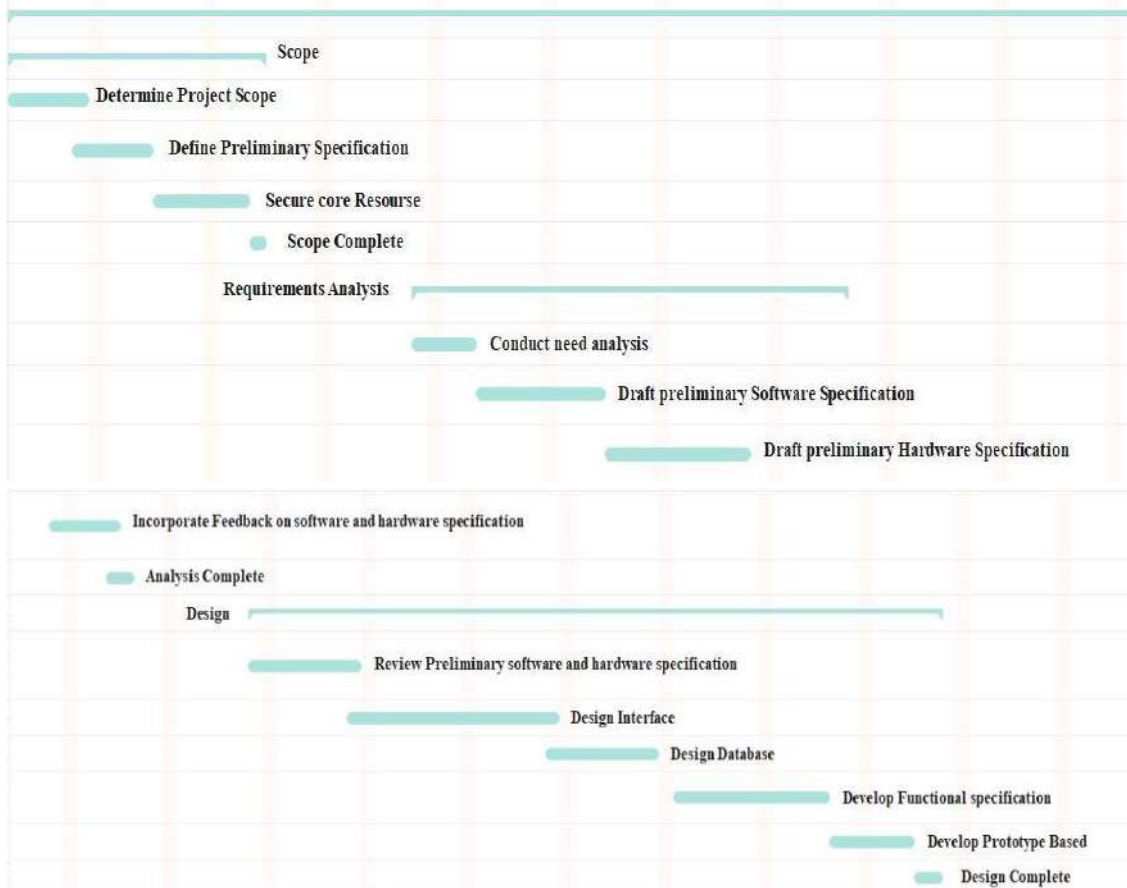 Scope
Determine Project Scope
Define Preliminary Specification
Secure core Resourse
Scope Complete
Requirements Analysis
Conduct need analysis
Draft preliminary Software Specification
Draft preliminary Hardware Specification
Incorporate Feedback on software and hardware specification
Analysis Complete
Design
Review Preliminary software and hardware specification
Design Interface
Design Database
Develop Functional specification
Develop Prototype Based
Design Complete